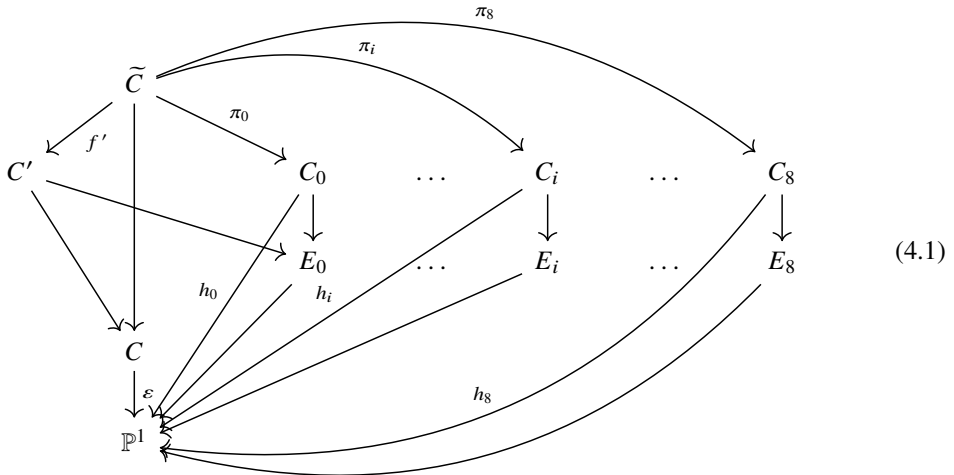 π₈
πᵢ
C̃
π₀
f′
C′ C₀ … Cᵢ … C₈
E₀ … Eᵢ … E₈ (4.1)
h₀ hᵢ
C
ε h₈
ℙ¹